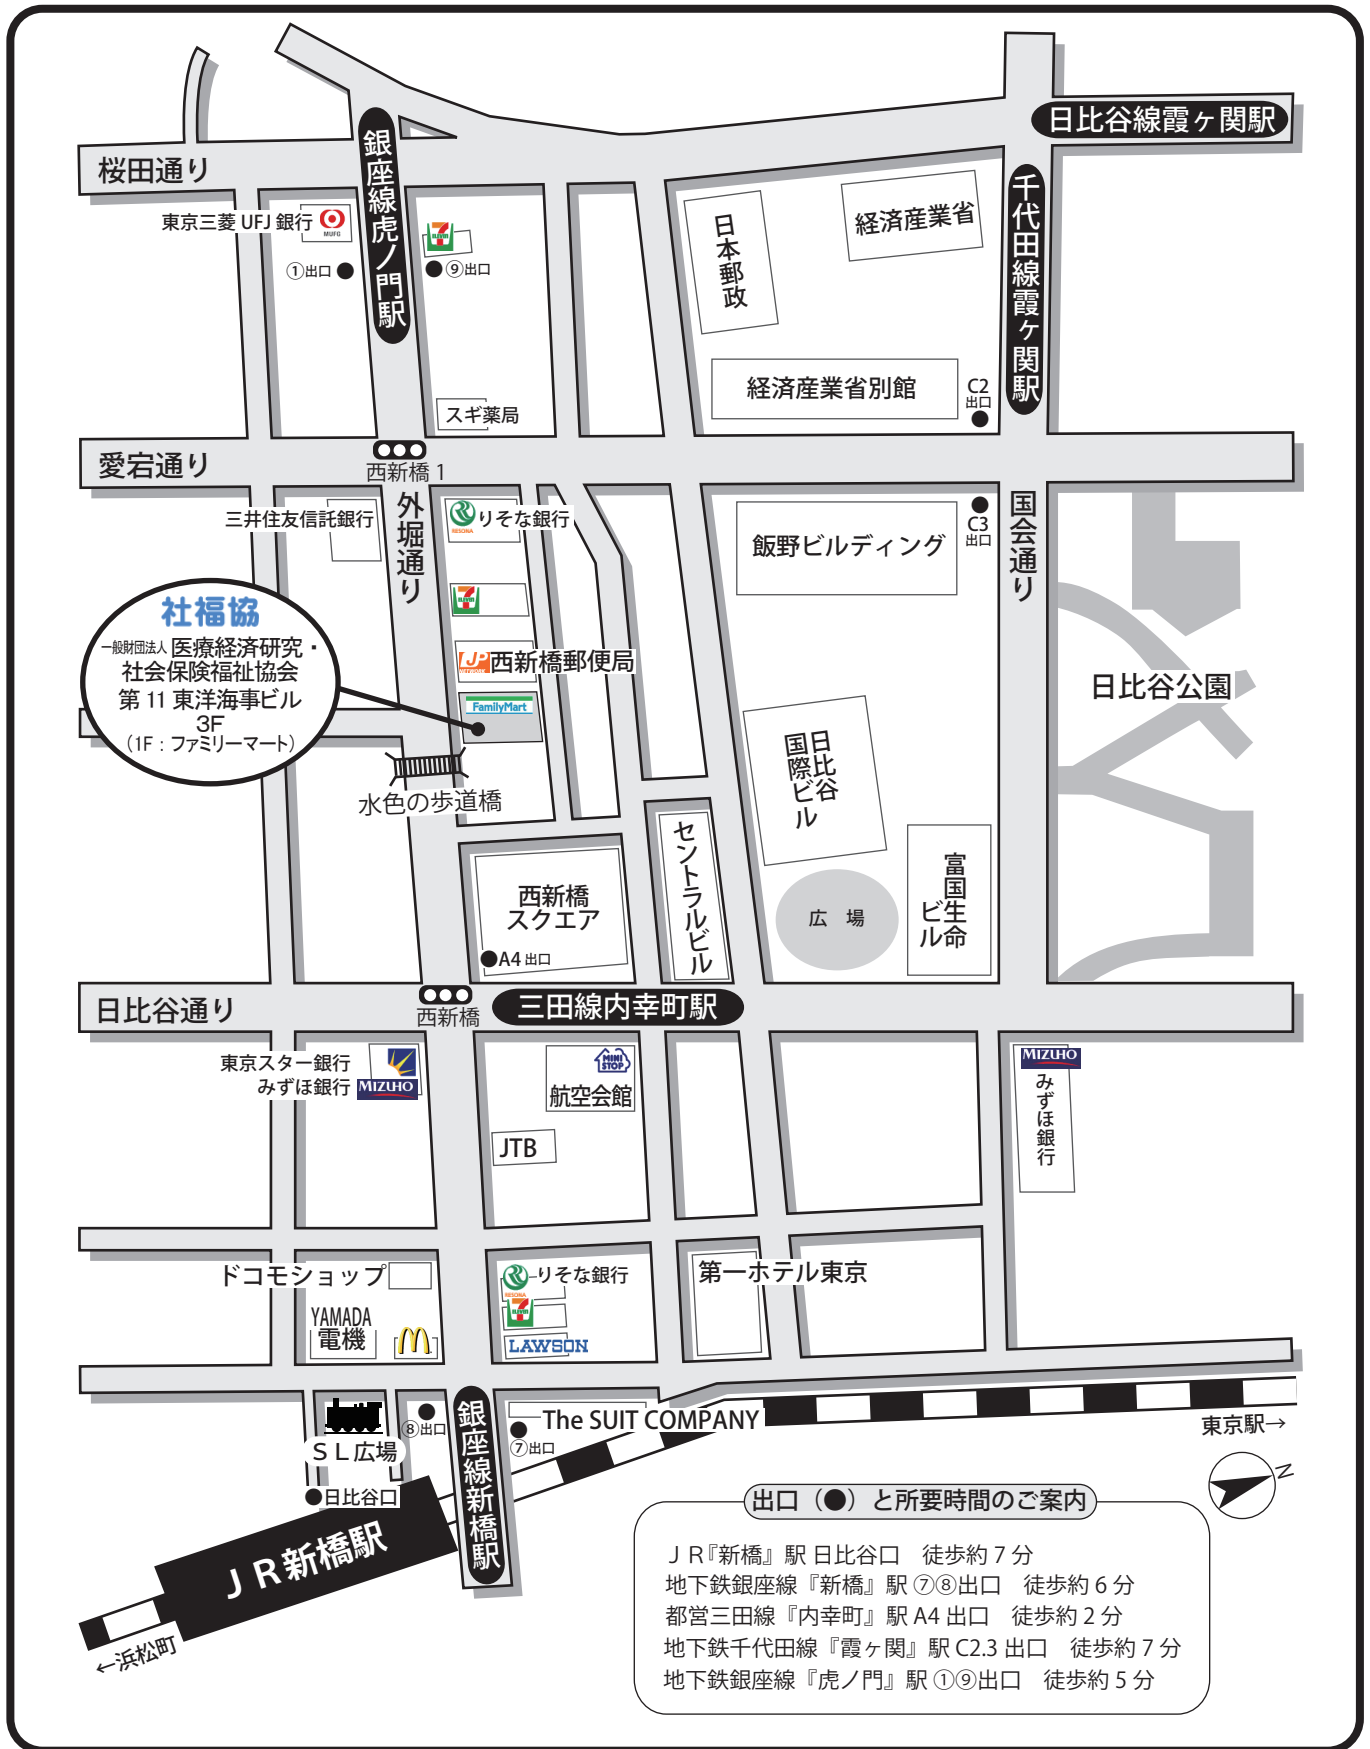 日比谷線霞ヶ関駅
桜田通り
銀座線虎ノ門駅
千代田線霞ヶ関駅
東京三菱 UFJ 銀行
MUFG
①出口
7
ELEVEN
⑨出口
日本郵政
経済産業省
経済産業省別館
C2
出口
スギ薬局
愛宕通り
西新橋 1
外堀通り
三井住友信託銀行
RESONA
りそな銀行
飯野ビルディング
C3
出口
国会通り
7
ELEVEN
社福協
一般財団法人 医療経済研究・
社会保険福祉協会
第 11 東洋海事ビル
3F
（1F：ファミリーマート）
JP
NETWORK
西新橋郵便局
FamilyMart
日比谷公園
日比谷
国際ビル
水色の歩道橋
セントラルビル
西新橋
スクエア
A4 出口
広 場
富国生命
ビル
日比谷通り
西新橋
三田線内幸町駅
東京スター銀行
みずほ銀行
MIZUHO
MINI
STOP
航空会館
JTB
MIZUHO
みずほ銀行
ドコモショップ
YAMADA
電機
RESONA
りそな銀行
7
ELEVEN
LAWSON
第一ホテル東京
⑧出口
銀座線新橋駅
The SUIT COMPANY
⑦出口
ＳＬ広場
日比谷口
ＪＲ新橋駅
←浜松町
東京駅→
N
出口（●）と所要時間のご案内
ＪＲ『新橋』駅 日比谷口　徒歩約 7 分
地下鉄銀座線『新橋』駅 ⑦⑧出口　徒歩約 6 分
都営三田線『内幸町』駅 A4 出口　徒歩約 2 分
地下鉄千代田線『霞ヶ関』駅 C2.3 出口　徒歩約 7 分
地下鉄銀座線『虎ノ門』駅 ①⑨出口　徒歩約 5 分